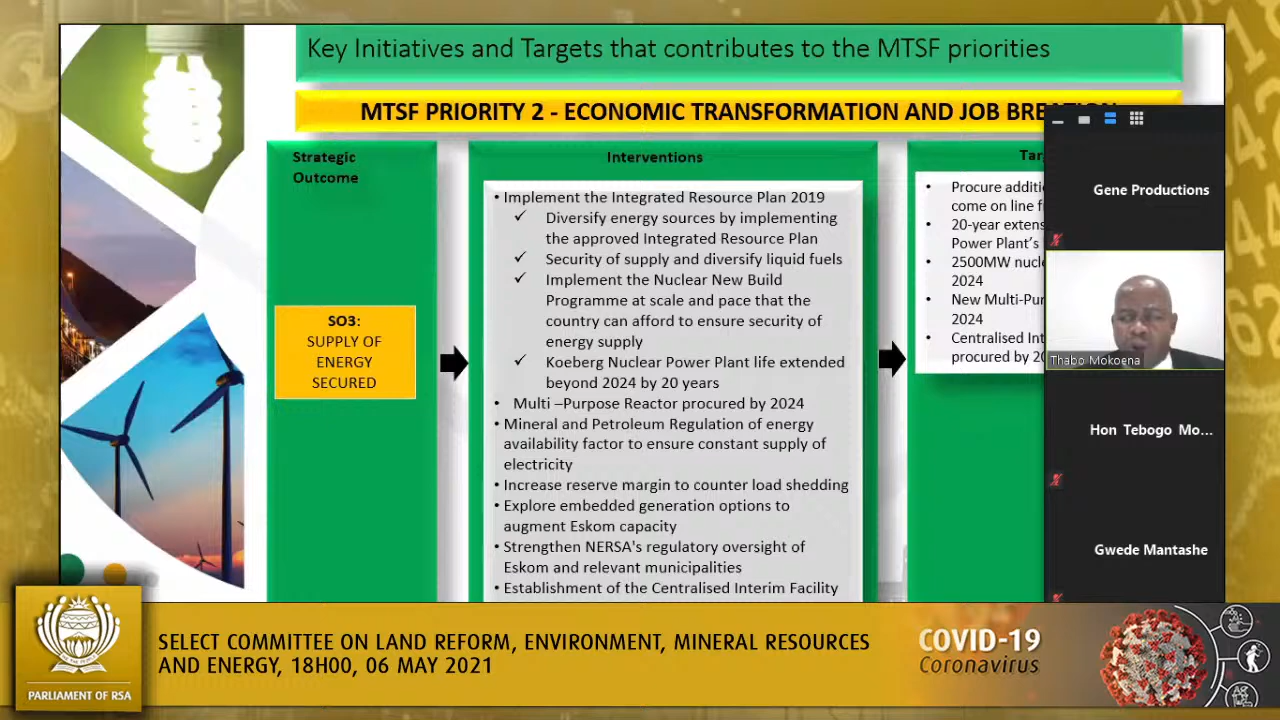 Key Initiatives and Targets that contributes to the MTSF priorities
MTSF PRIORITY 2 - ECONOMIC TRANSFORMATION AND JOB
Strategic
Outcome
SO3:
SUPPLY OF
ENERGY
SECURED
Interventions
• Implement the Integrated Resource Plan 2019
✓ Diversify energy sources by implementing
the approved Integrated Resource Plan
✓ Security of supply and diversify liquid fuels
✓ Implement the Nuclear New Build
Programme at scale and pace that the
country can afford to ensure security of
energy supply
✓ Koeberg Nuclear Power Plant life extended
beyond 2024 by 20 years
• Multi –Purpose Reactor procured by 2024
• Mineral and Petroleum Regulation of energy
availability factor to ensure constant supply of
electricity
• Increase reserve margin to counter load shedding
• Explore embedded generation options to
augment Eskom capacity
• Strengthen NERSA's regulatory oversight of
Eskom and relevant municipalities
• Establishment of the Centralised Interim Facility
• Procure
come on line
• 20-year
Power Plant's
• 2500MW
2024
• New
2024
• Centralised
procured by
Gene Productions
Thabo Mokoena
Hon Tebogo Mo...
Gwede Mantashe
PARLIAMENT OF RSA
SELECT COMMITTEE ON LAND REFORM, ENVIRONMENT, MINERAL RESOURCES
AND ENERGY, 18H00, 06 MAY 2021
COVID-19
Coronavirus